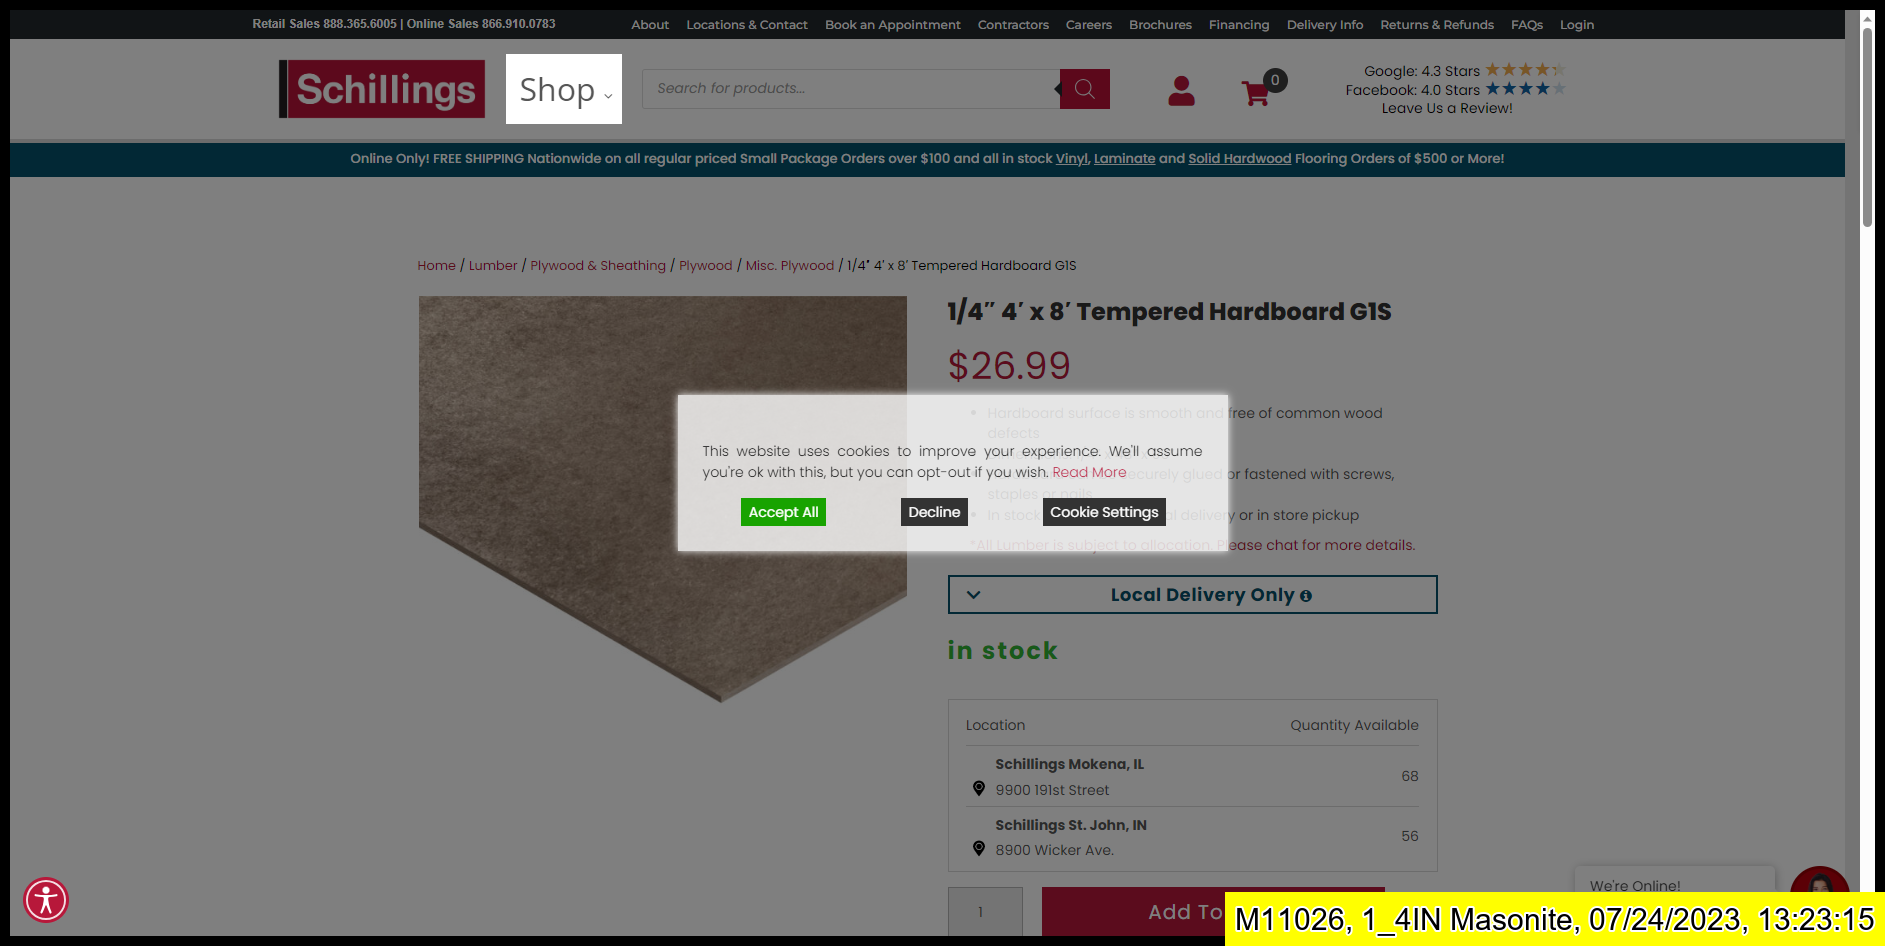 Retail Sales 888.365.6005 | Online Sales 866.910.0783
About Locations & Contact Book an Appointment Contractors Careers Brochures Financing Delivery Info Returns & Refunds FAQs Login
Schillings
Shop
Search for products...
0
Google: 4.3 Stars
Facebook: 4.0 Stars
Leave Us a Review!
Online Only! FREE SHIPPING Nationwide on all regular priced Small Package Orders over $100 and all in stock Vinyl, Laminate and Solid Hardwood Flooring Orders of $500 or More!
Home / Lumber / Plywood & Sheathing / Plywood / Misc. Plywood / 1/4″ 4′ x 8′ Tempered Hardboard G1S
1/4″ 4′ x 8′ Tempered Hardboard G1S
$26.99
Hardboard surface is smooth and free of common wood
defects
securely glued or fastened with screws,
staples or nails
In stock delivery or in store pickup
*All Lumber is subject to allocation. Please chat for more details.
This website uses cookies to improve your experience. We'll assume
you're ok with this, but you can opt-out if you wish. Read More
Accept All
Decline
Cookie Settings
Local Delivery Only
in stock
Location Quantity Available
Schillings Mokena, IL
9900 191st Street
68
Schillings St. John, IN
8900 Wicker Ave.
56
1
Add To
We're Online!
M11026, 1_4IN Masonite, 07/24/2023, 13:23:15